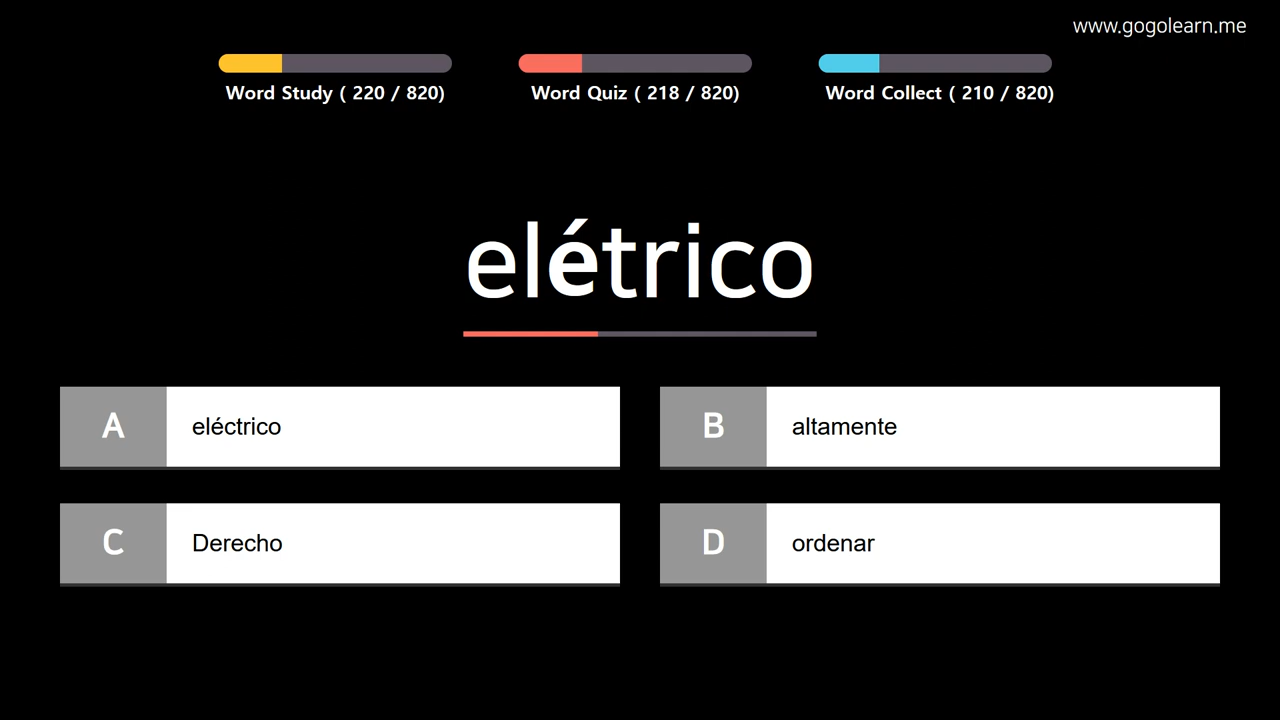 www.gogolearn.me
Word Study ( 220 / 820)
Word Quiz ( 218 / 820)
Word Collect ( 210 / 820)
elétrico
A
eléctrico
B
altamente
C
Derecho
D
ordenar